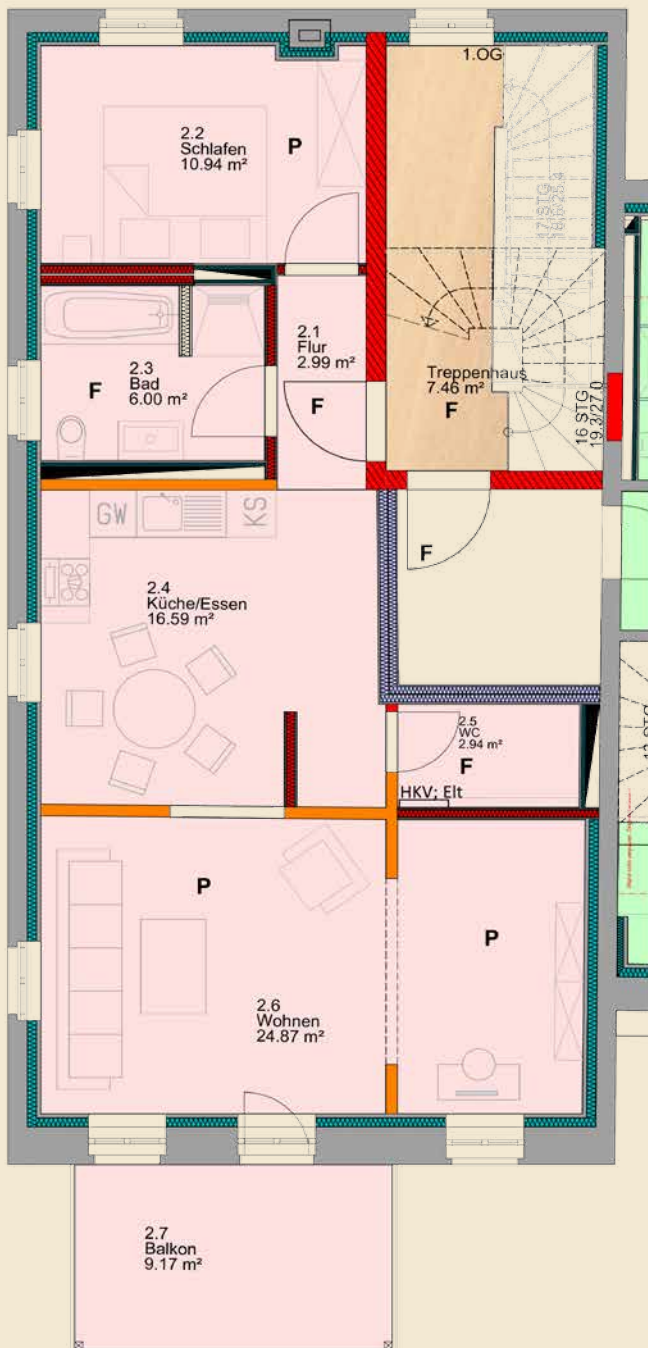 1.OG
2.2
Schlafen
10.94 m²
P
17 STG
2.1
Flur
2.99 m²
F
2.3
Bad
6.00 m²
F
Treppenhaus
7.46 m²
F
16 STG
19.3/27.0
GW
KS
F
2.4
Küche/Essen
16.59 m²
2.5
WC
2.94 m²
F
HKV; Elt
P
P
2.6
Wohnen
24.87 m²
2.7
Balkon
9.17 m²